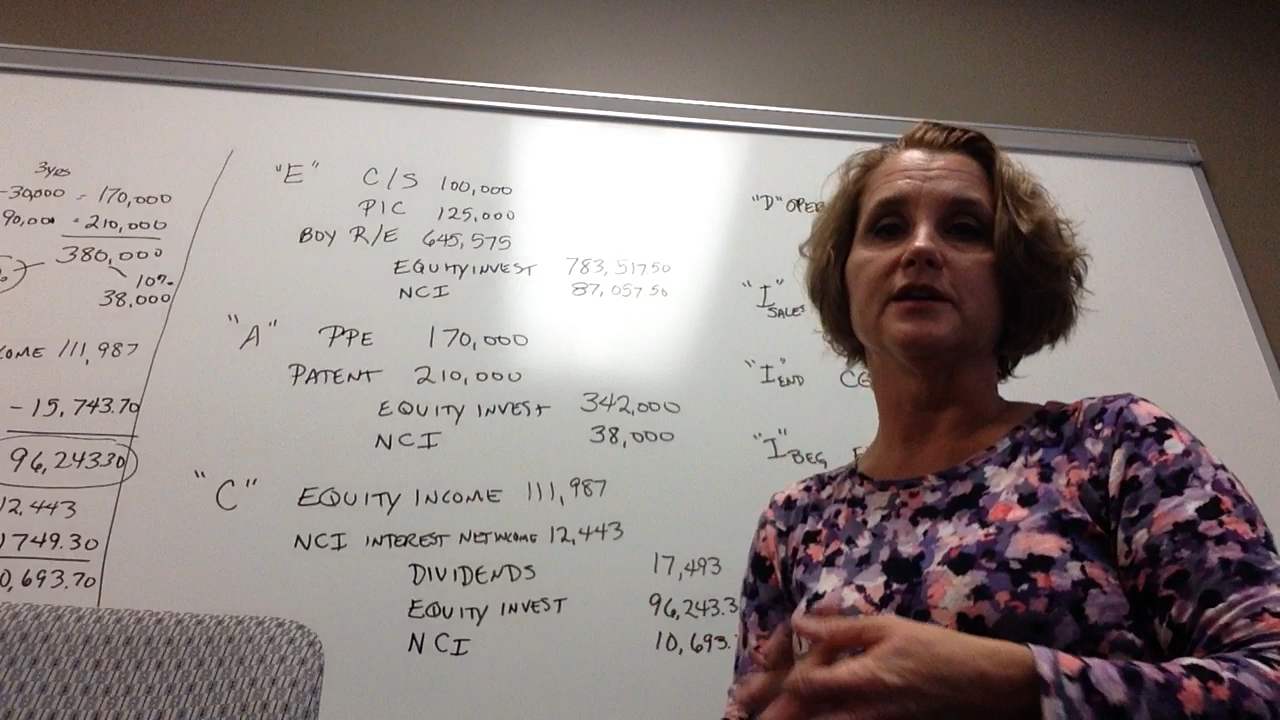 3yes
-30,000 = 170,000
90,000 = 210,000
380,000
10%
38,000
111,987
- 15,743.70
96,243.30
12,443
1749.30
0,693.70
"E" C/S 100,000
PIC 125,000
BOY R/E 645,575
EQUITY INVEST 783,517.50
NCI 87,057.50
"A" PPE 170,000
PATENT 210,000
EQUITY INVEST 342,000
NCI 38,000
"C" EQUITY INCOME 111,987
NCI INTEREST NET INCOME 12,443
DIVIDENDS 17,493
EQUITY INVEST 96,243.3
NCI 10,693.
"D" OPER
"I" SALES
"I" END CG
"I" BEG